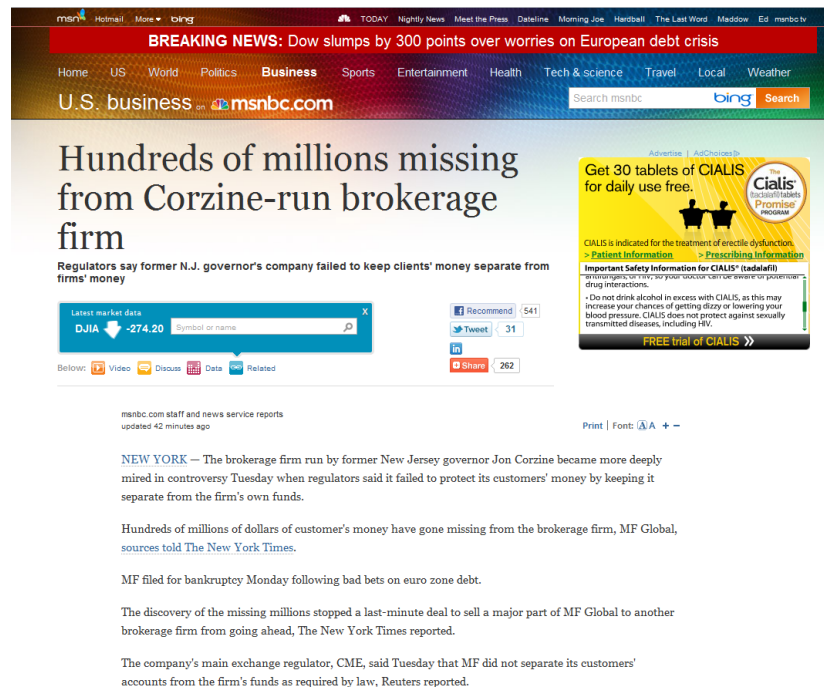 msn Hotmail More bing TODAY Nightly News Meet the Press Dateline Morning Joe Hardball The Last Word Maddow Ed msnbc tv
BREAKING NEWS: Dow slumps by 300 points over worries on European debt crisis
Home US World Politics Business Sports Entertainment Health Tech & science Travel Local Weather
U.S. business on msnbc.com
Search msnbc bing Search
Advertise | AdChoices
Hundreds of millions missing
from Corzine-run brokerage
firm
Regulators say former N.J. governor's company failed to keep clients' money separate from
firms' money
Get 30 tablets of CIALIS
for daily use free.
The
Cialis
(tadalafil) tablets
Promise
PROGRAM
CIALIS is indicated for the treatment of erectile dysfunction.
> Patient Information > Prescribing Information
Important Safety Information for CIALIS® (tadalafil)
antifungals, or HIV, so your doctor can be aware of potential
drug interactions.
• Do not drink alcohol in excess with CIALIS, as this may
increase your chances of getting dizzy or lowering your
blood pressure. CIALIS does not protect against sexually
transmitted diseases, including HIV.
FREE trial of CIALIS
Latest market data X
DJIA -274.20 Symbol or name
Recommend 541
Tweet 31
in
Share 262
Below: Video Discuss Data Related
msnbc.com staff and news service reports
updated 42 minutes ago
Print | Font: A A + −
NEW YORK — The brokerage firm run by former New Jersey governor Jon Corzine became more deeply
mired in controversy Tuesday when regulators said it failed to protect its customers' money by keeping it
separate from the firm's own funds.
Hundreds of millions of dollars of customer's money have gone missing from the brokerage firm, MF Global,
sources told The New York Times.
MF filed for bankruptcy Monday following bad bets on euro zone debt.
The discovery of the missing millions stopped a last-minute deal to sell a major part of MF Global to another
brokerage firm from going ahead, The New York Times reported.
The company's main exchange regulator, CME, said Tuesday that MF did not separate its customers'
accounts from the firm's funds as required by law, Reuters reported.